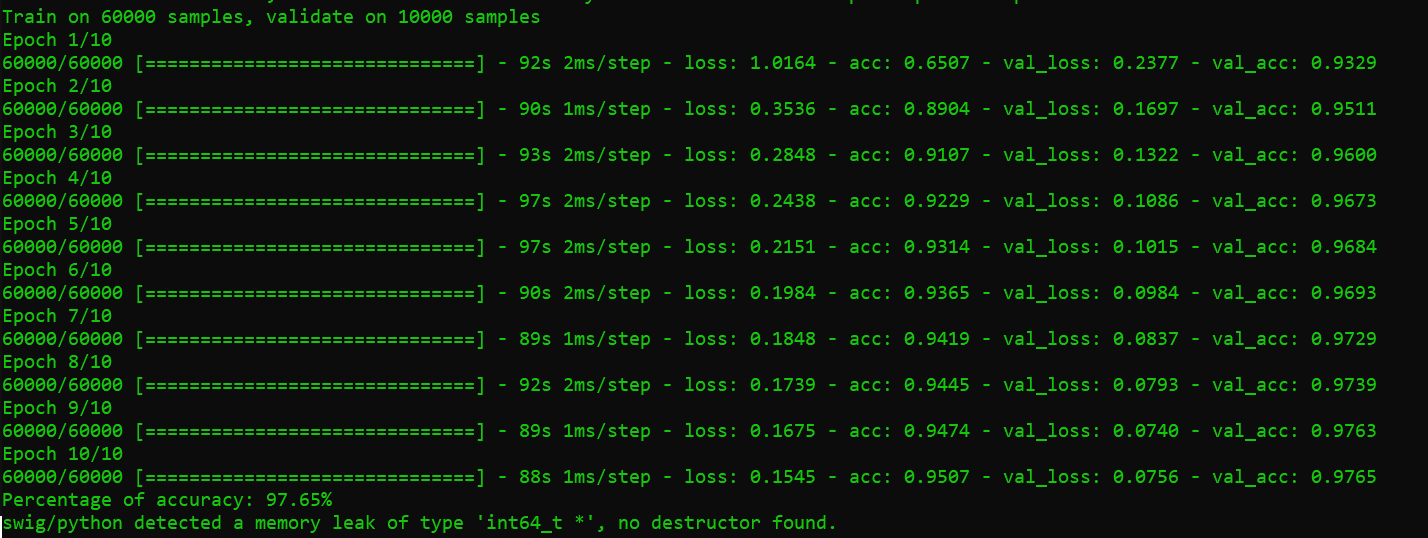 Train on 60000 samples, validate on 10000 samples
Epoch 1/10
60000/60000 [==============================] - 92s 2ms/step - loss: 1.0164 - acc: 0.6507 - val_loss: 0.2377 - val_acc: 0.9329
Epoch 2/10
60000/60000 [==============================] - 90s 1ms/step - loss: 0.3536 - acc: 0.8904 - val_loss: 0.1697 - val_acc: 0.9511
Epoch 3/10
60000/60000 [==============================] - 93s 2ms/step - loss: 0.2848 - acc: 0.9107 - val_loss: 0.1322 - val_acc: 0.9600
Epoch 4/10
60000/60000 [==============================] - 97s 2ms/step - loss: 0.2438 - acc: 0.9229 - val_loss: 0.1086 - val_acc: 0.9673
Epoch 5/10
60000/60000 [==============================] - 97s 2ms/step - loss: 0.2151 - acc: 0.9314 - val_loss: 0.1015 - val_acc: 0.9684
Epoch 6/10
60000/60000 [==============================] - 90s 2ms/step - loss: 0.1984 - acc: 0.9365 - val_loss: 0.0984 - val_acc: 0.9693
Epoch 7/10
60000/60000 [==============================] - 89s 1ms/step - loss: 0.1848 - acc: 0.9419 - val_loss: 0.0837 - val_acc: 0.9729
Epoch 8/10
60000/60000 [==============================] - 92s 2ms/step - loss: 0.1739 - acc: 0.9445 - val_loss: 0.0793 - val_acc: 0.9739
Epoch 9/10
60000/60000 [==============================] - 89s 1ms/step - loss: 0.1675 - acc: 0.9474 - val_loss: 0.0740 - val_acc: 0.9763
Epoch 10/10
60000/60000 [==============================] - 88s 1ms/step - loss: 0.1545 - acc: 0.9507 - val_loss: 0.0756 - val_acc: 0.9765
Percentage of accuracy: 97.65%
swig/python detected a memory leak of type 'int64_t *', no destructor found.